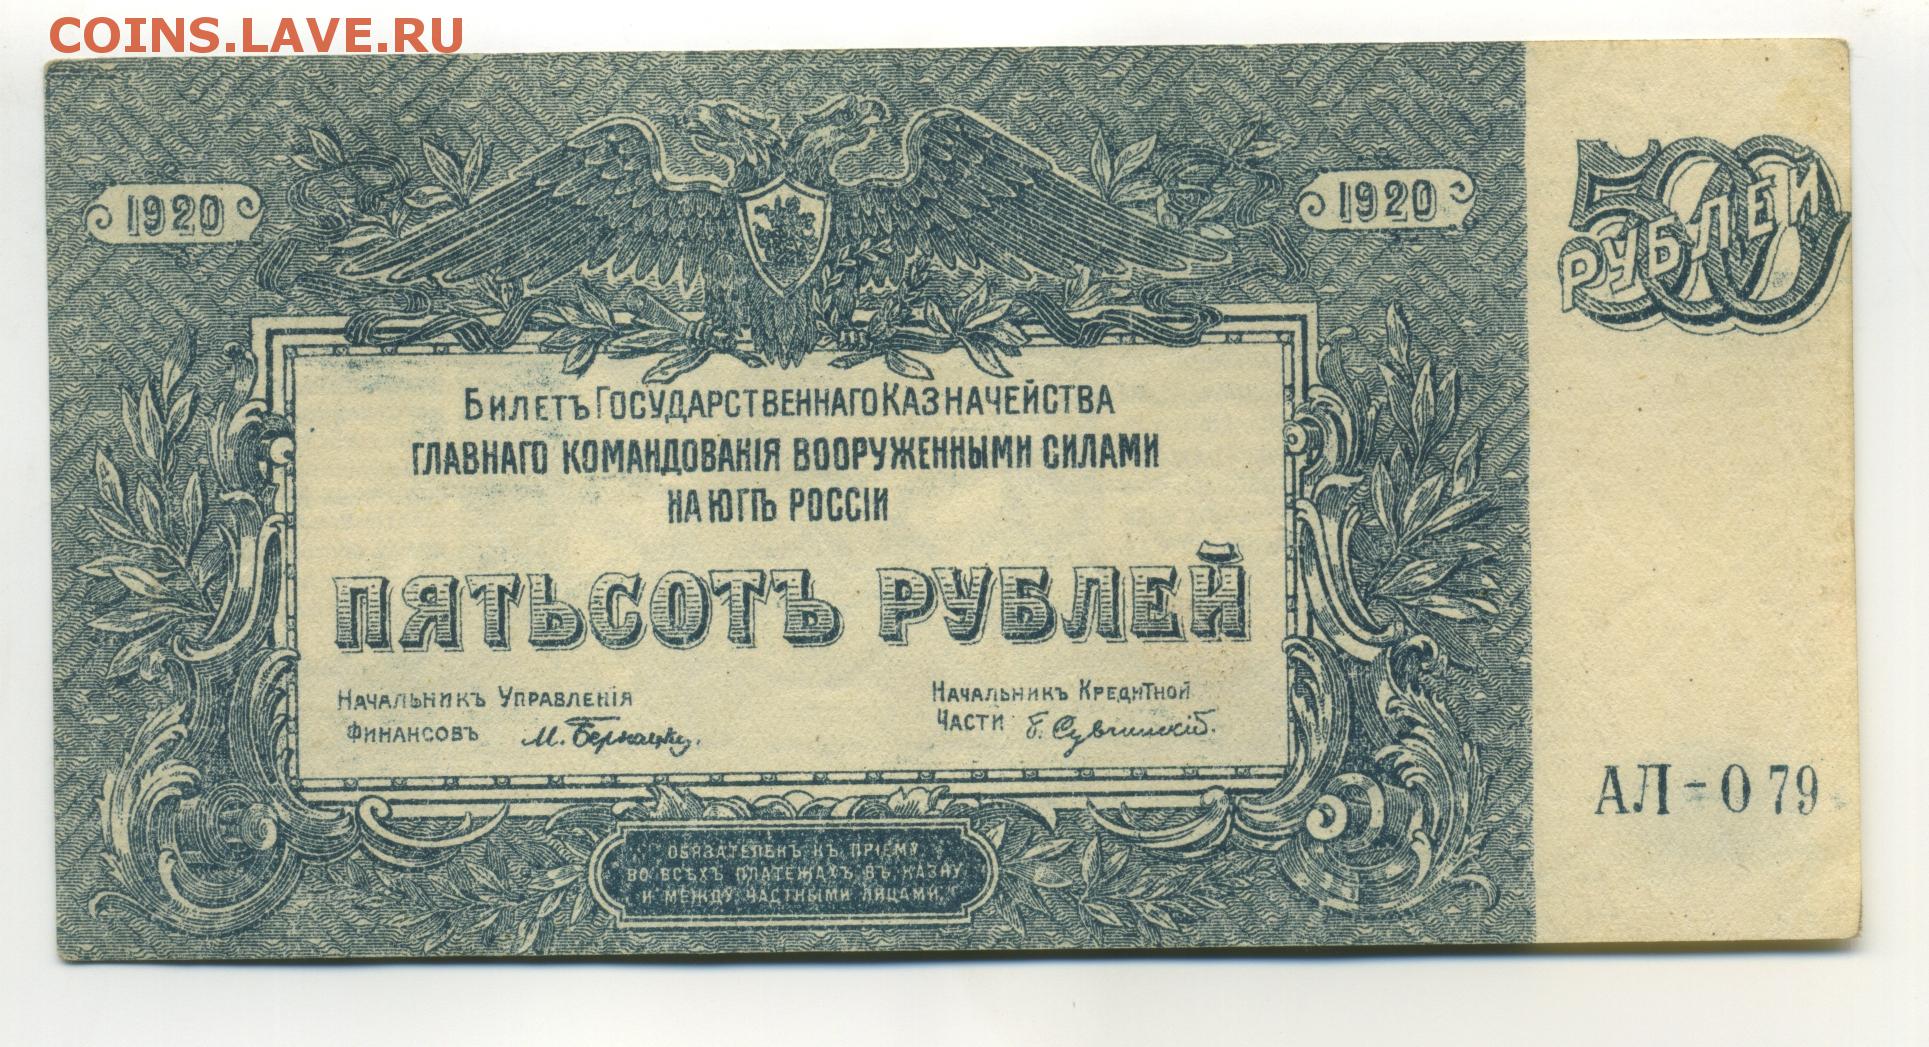 COINS.LAVE.RU
1920
1920
500
РУБЛЕЙ
Билетъ Государственнаго Казначейства
ГЛАВНАГО КОМАНДОВАНІЯ ВООРУЖЕННЫМИ СИЛАМИ
НА ЮГѢ РОССІИ
ПЯТЬСОТЪ РУБЛЕЙ
Начальникъ Управленія
Финансовъ М. Бернацкій.
Начальникъ Кредитной
Части
АЛ-079
ОБЯЗАТЕЛЕНЪ КЪ ПРІЕМУ
ВО ВСѢХЪ ПЛАТЕЖАХЪ ВЪ КАЗНУ
И МЕЖДУ ЧАСТНЫМИ ЛИЦАМИ.